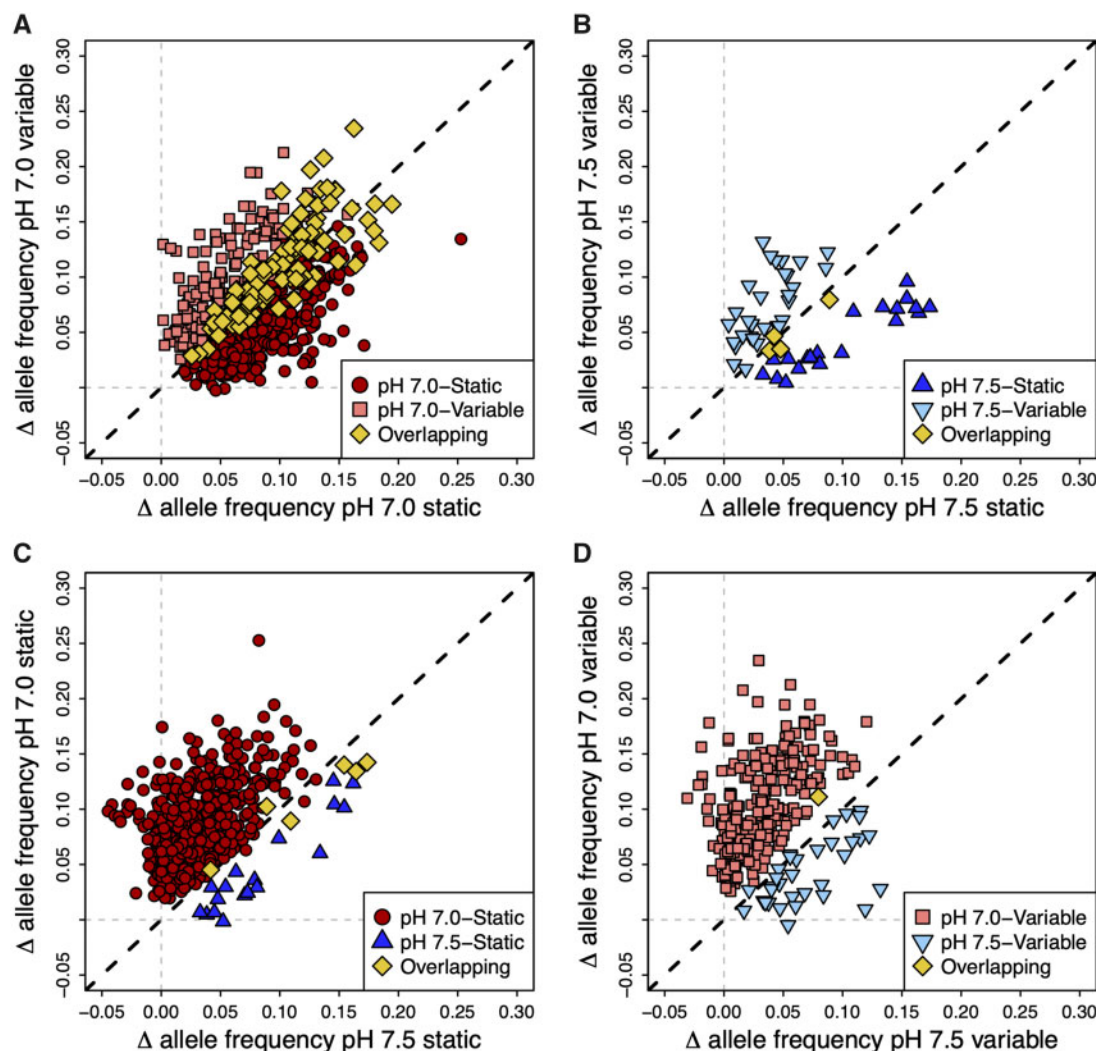 A
Δ allele frequency pH 7.0 variable
0.30
0.25
0.20
0.15
0.10
0.05
0.00
−0.05
−0.05 0.00 0.05 0.10 0.15 0.20 0.25 0.30
Δ allele frequency pH 7.0 static
pH 7.0−Static
pH 7.0−Variable
Overlapping
B
Δ allele frequency pH 7.5 variable
0.30
0.25
0.20
0.15
0.10
0.05
0.00
−0.05
−0.05 0.00 0.05 0.10 0.15 0.20 0.25 0.30
Δ allele frequency pH 7.5 static
pH 7.5−Static
pH 7.5−Variable
Overlapping
C
Δ allele frequency pH 7.0 static
0.30
0.25
0.20
0.15
0.10
0.05
0.00
−0.05
−0.05 0.00 0.05 0.10 0.15 0.20 0.25 0.30
Δ allele frequency pH 7.5 static
pH 7.0−Static
pH 7.5−Static
Overlapping
D
Δ allele frequency pH 7.0 variable
0.30
0.25
0.20
0.15
0.10
0.05
0.00
−0.05
−0.05 0.00 0.05 0.10 0.15 0.20 0.25 0.30
Δ allele frequency pH 7.5 variable
pH 7.0−Variable
pH 7.5−Variable
Overlapping